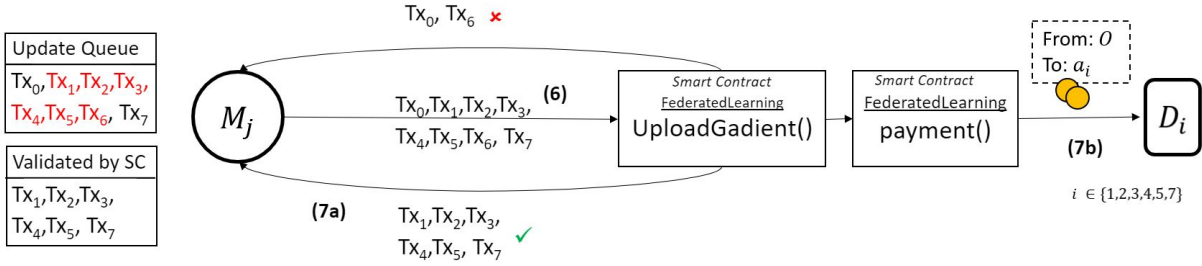 Tx0, Tx6 ✘
Update Queue
Tx0,Tx1,Tx2,Tx3,
Tx4,Tx5,Tx6, Tx7
Validated by SC
Tx1,Tx2,Tx3,
Tx4,Tx5, Tx7
Mj
Tx0,Tx1,Tx2,Tx3,
Tx4,Tx5,Tx6, Tx7
(6)
(7a)
Tx1,Tx2,Tx3,
Tx4,Tx5, Tx7 ✓
Smart Contract
FederatedLearning
UploadGadient()
Smart Contract
FederatedLearning
payment()
From: O
To: ai
(7b)
Di
i ∈ {1,2,3,4,5,7}